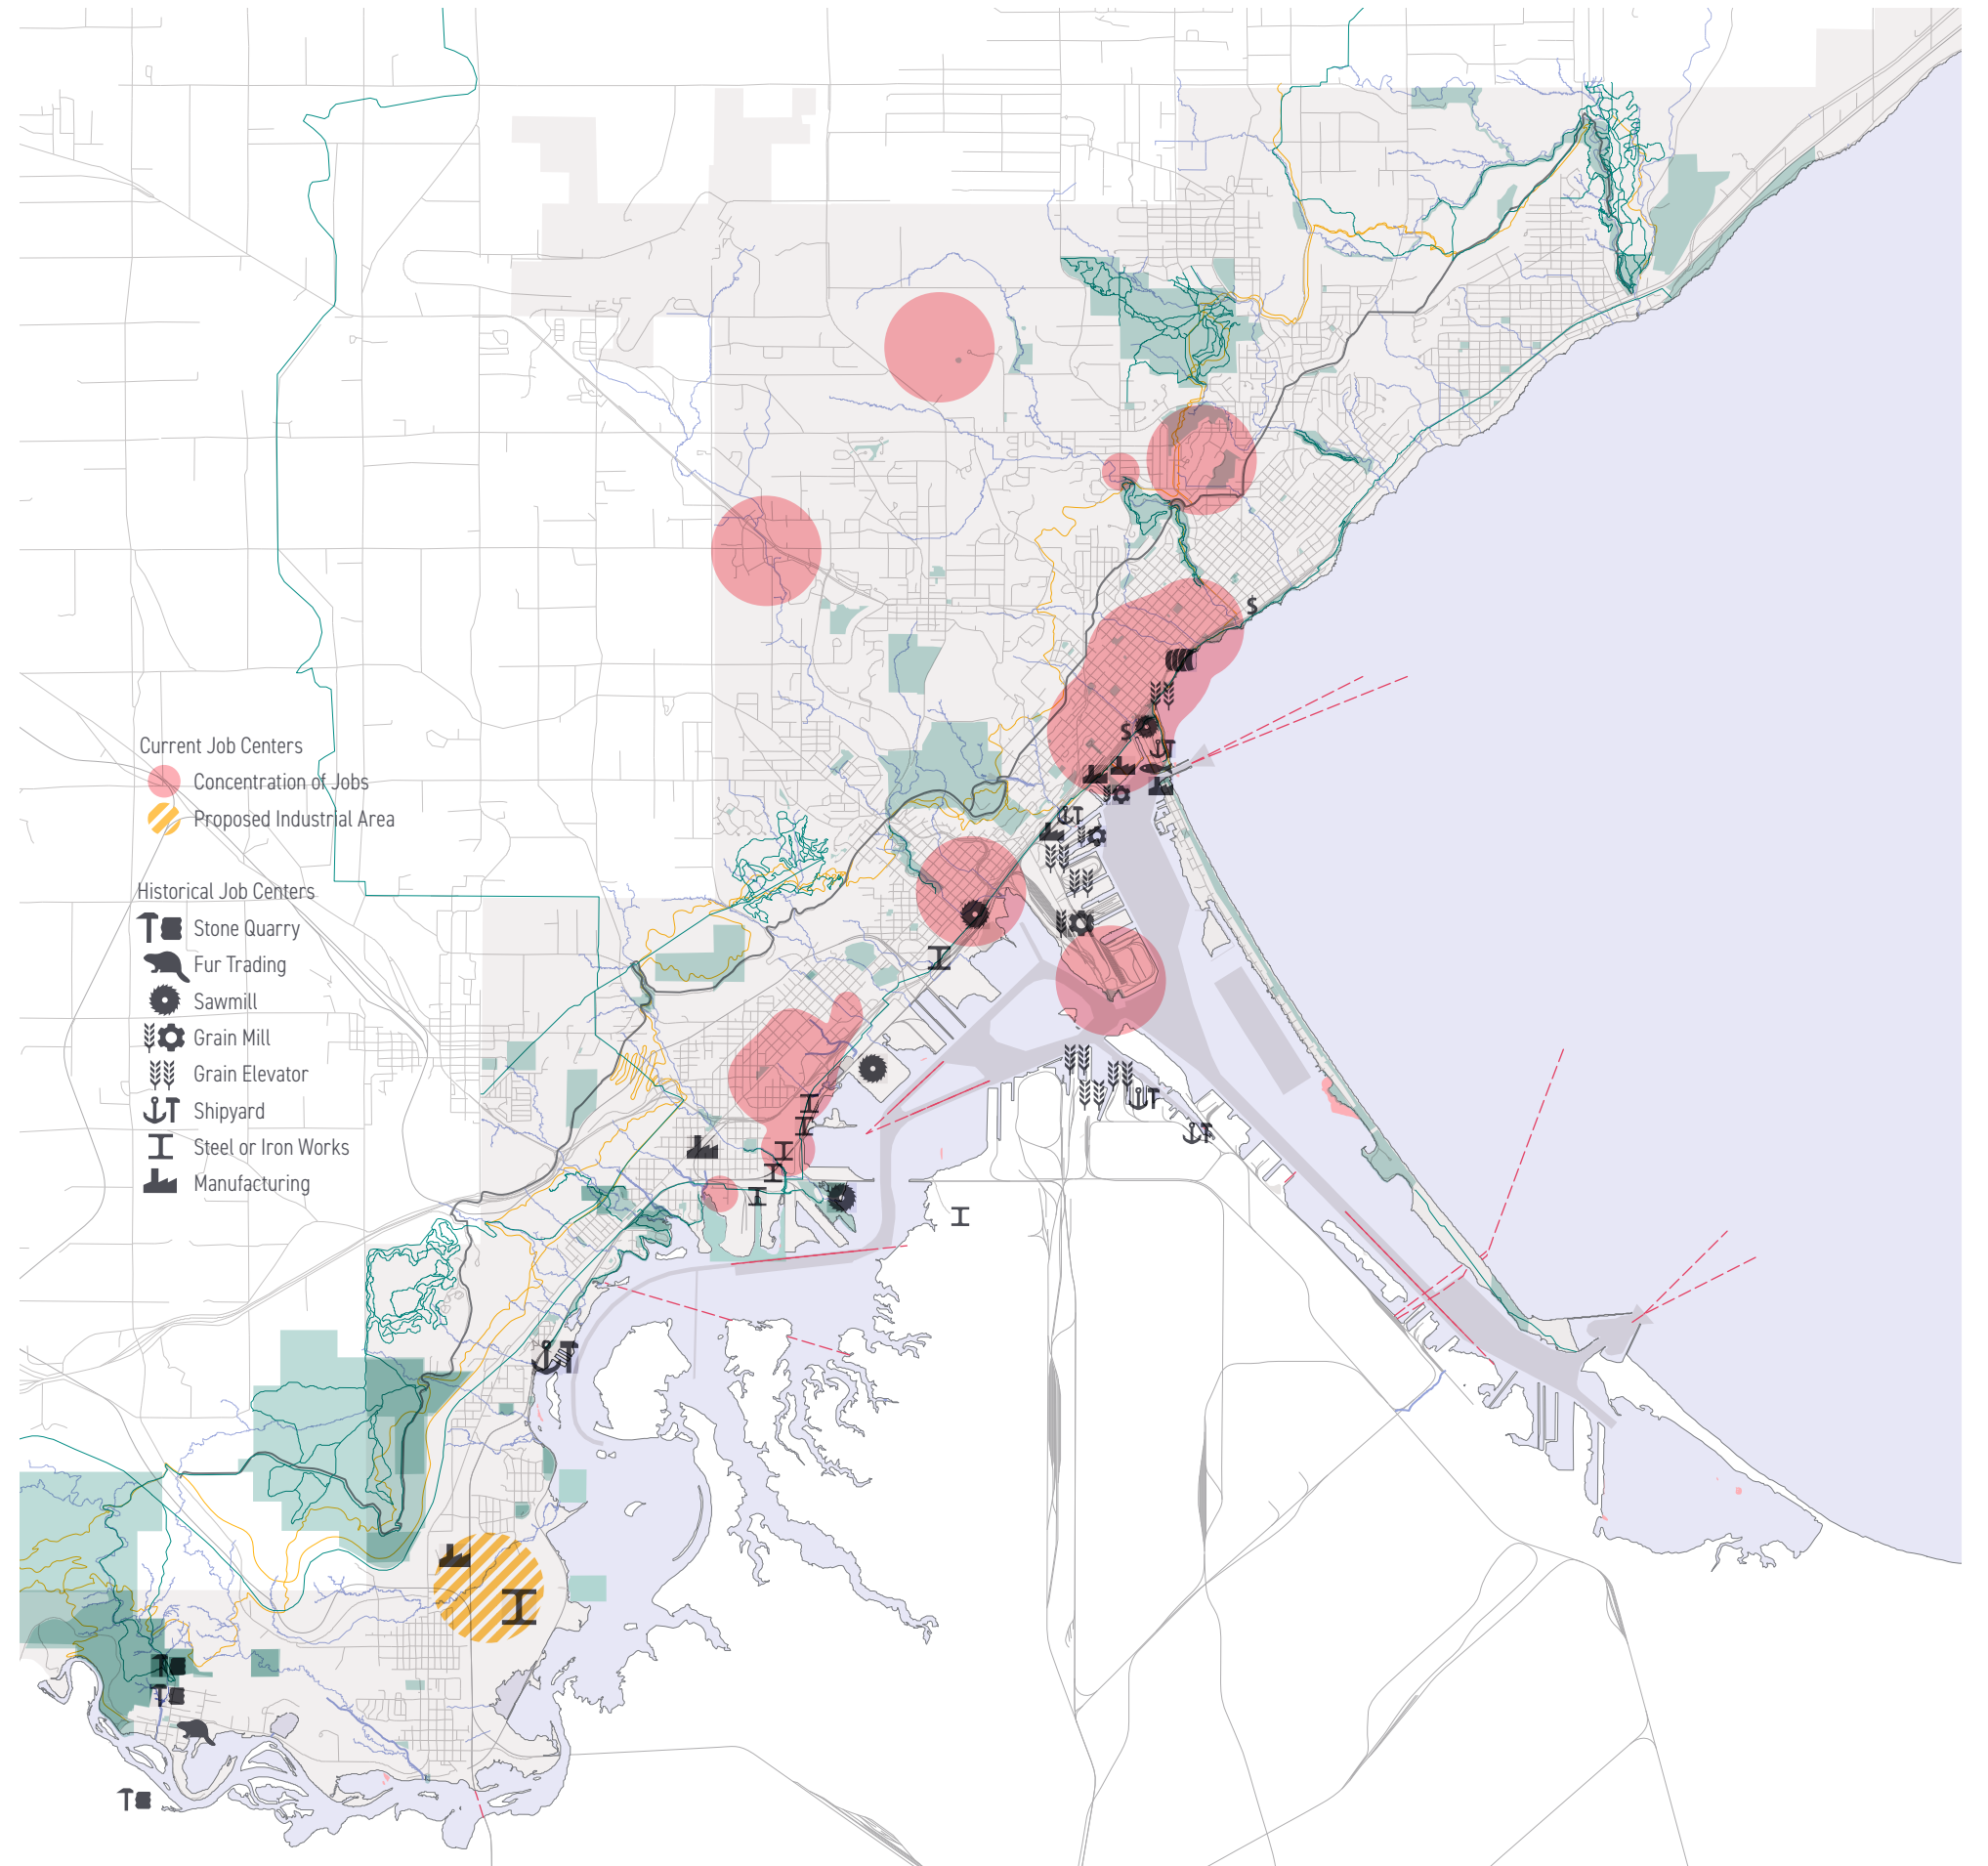 $
$
Current Job Centers
Concentration of Jobs
Proposed Industrial Area
Historical Job Centers
Stone Quarry
Fur Trading
Sawmill
Grain Mill
Grain Elevator
Shipyard
Steel or Iron Works
Manufacturing